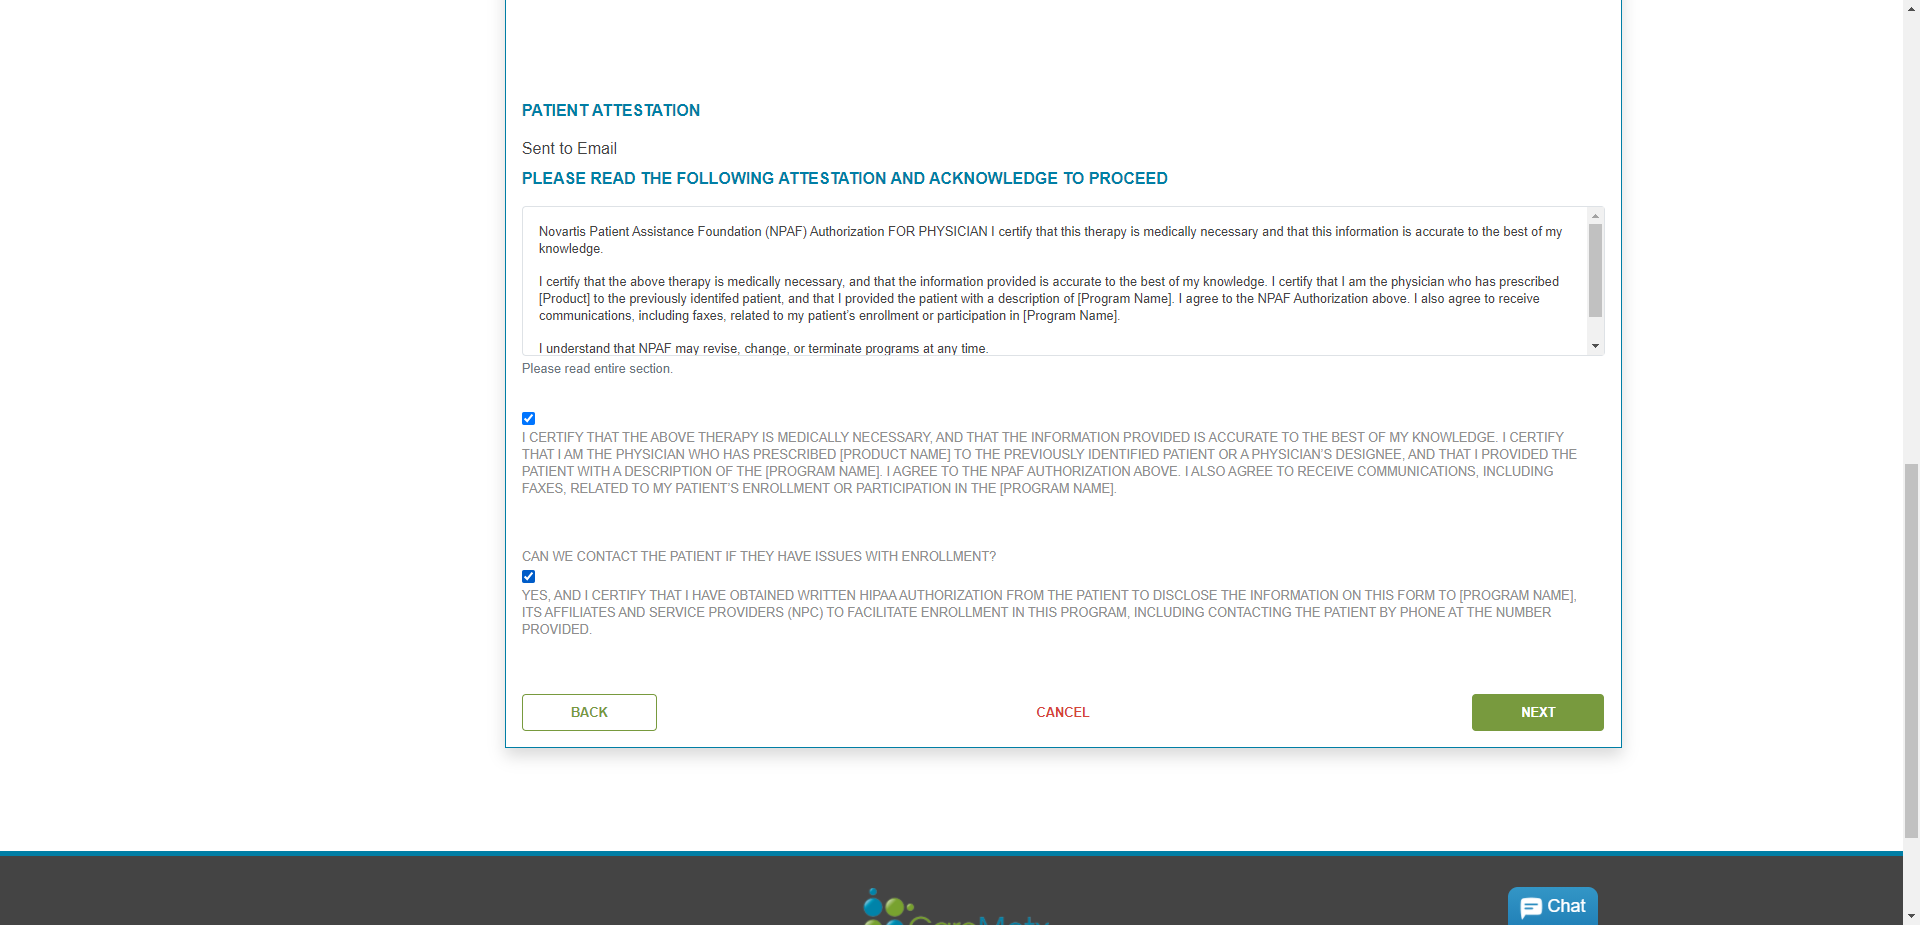 PATIENT ATTESTATION
Sent to Email
PLEASE READ THE FOLLOWING ATTESTATION AND ACKNOWLEDGE TO PROCEED
Novartis Patient Assistance Foundation (NPAF) Authorization FOR PHYSICIAN I certify that this therapy is medically necessary and that this information is accurate to the best of my
knowledge.
I certify that the above therapy is medically necessary, and that the information provided is accurate to the best of my knowledge. I certify that I am the physician who has prescribed
[Product] to the previously identifed patient, and that I provided the patient with a description of [Program Name]. I agree to the NPAF Authorization above. I also agree to receive
communications, including faxes, related to my patient's enrollment or participation in [Program Name].
I understand that NPAF may revise, change, or terminate programs at any time.
Please read entire section.
I CERTIFY THAT THE ABOVE THERAPY IS MEDICALLY NECESSARY, AND THAT THE INFORMATION PROVIDED IS ACCURATE TO THE BEST OF MY KNOWLEDGE. I CERTIFY
THAT I AM THE PHYSICIAN WHO HAS PRESCRIBED [PRODUCT NAME] TO THE PREVIOUSLY IDENTIFIED PATIENT OR A PHYSICIAN'S DESIGNEE, AND THAT I PROVIDED THE
PATIENT WITH A DESCRIPTION OF THE [PROGRAM NAME]. I AGREE TO THE NPAF AUTHORIZATION ABOVE. I ALSO AGREE TO RECEIVE COMMUNICATIONS, INCLUDING
FAXES, RELATED TO MY PATIENT'S ENROLLMENT OR PARTICIPATION IN THE [PROGRAM NAME].
CAN WE CONTACT THE PATIENT IF THEY HAVE ISSUES WITH ENROLLMENT?
YES, AND I CERTIFY THAT I HAVE OBTAINED WRITTEN HIPAA AUTHORIZATION FROM THE PATIENT TO DISCLOSE THE INFORMATION ON THIS FORM TO [PROGRAM NAME],
ITS AFFILIATES AND SERVICE PROVIDERS (NPC) TO FACILITATE ENROLLMENT IN THIS PROGRAM, INCLUDING CONTACTING THE PATIENT BY PHONE AT THE NUMBER
PROVIDED.
BACK
CANCEL
NEXT
Chat